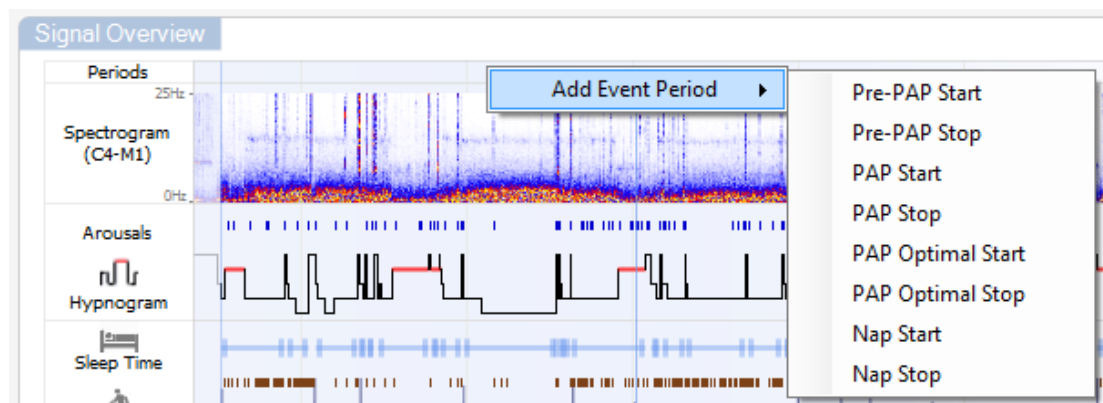 Signal Overview
Periods
25Hz
Spectrogram
(C4-M1)
0Hz
Arousals
Hypnogram
Sleep Time
Add Event Period
Pre-PAP Start
Pre-PAP Stop
PAP Start
PAP Stop
PAP Optimal Start
PAP Optimal Stop
Nap Start
Nap Stop